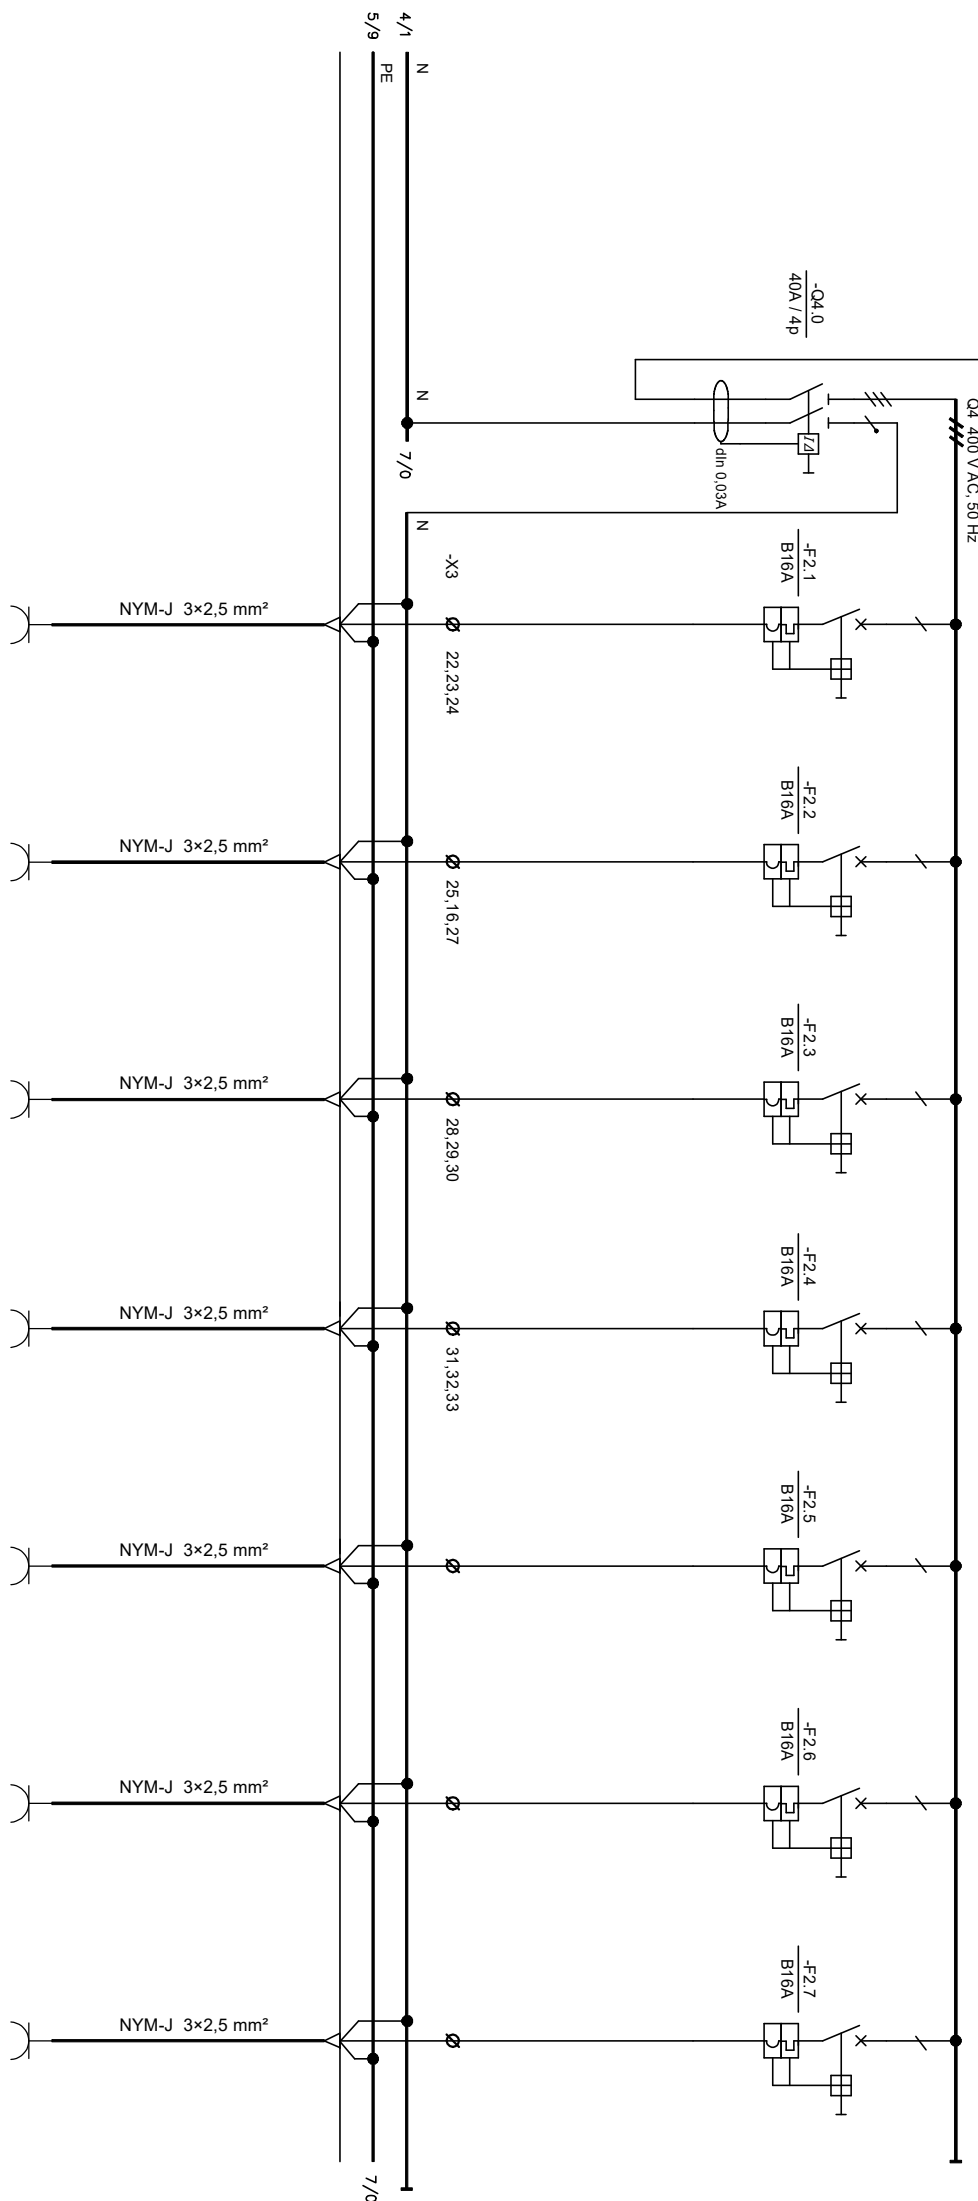 Q4 400 V AC, 50 Hz
-Q4.0
40A / 4p
I∆
dIn 0,03A
-F2.1
B16A
-F2.2
B16A
-F2.3
B16A
-F2.4
B16A
-F2.5
B16A
-F2.6
B16A
-F2.7
B16A
-X3
22,23,24
25,16,27
28,29,30
31,32,33
4/1
N
N
7/0
N
5/9
PE
7/0
NYM-J 3×2,5 mm²
NYM-J 3×2,5 mm²
NYM-J 3×2,5 mm²
NYM-J 3×2,5 mm²
NYM-J 3×2,5 mm²
NYM-J 3×2,5 mm²
NYM-J 3×2,5 mm²